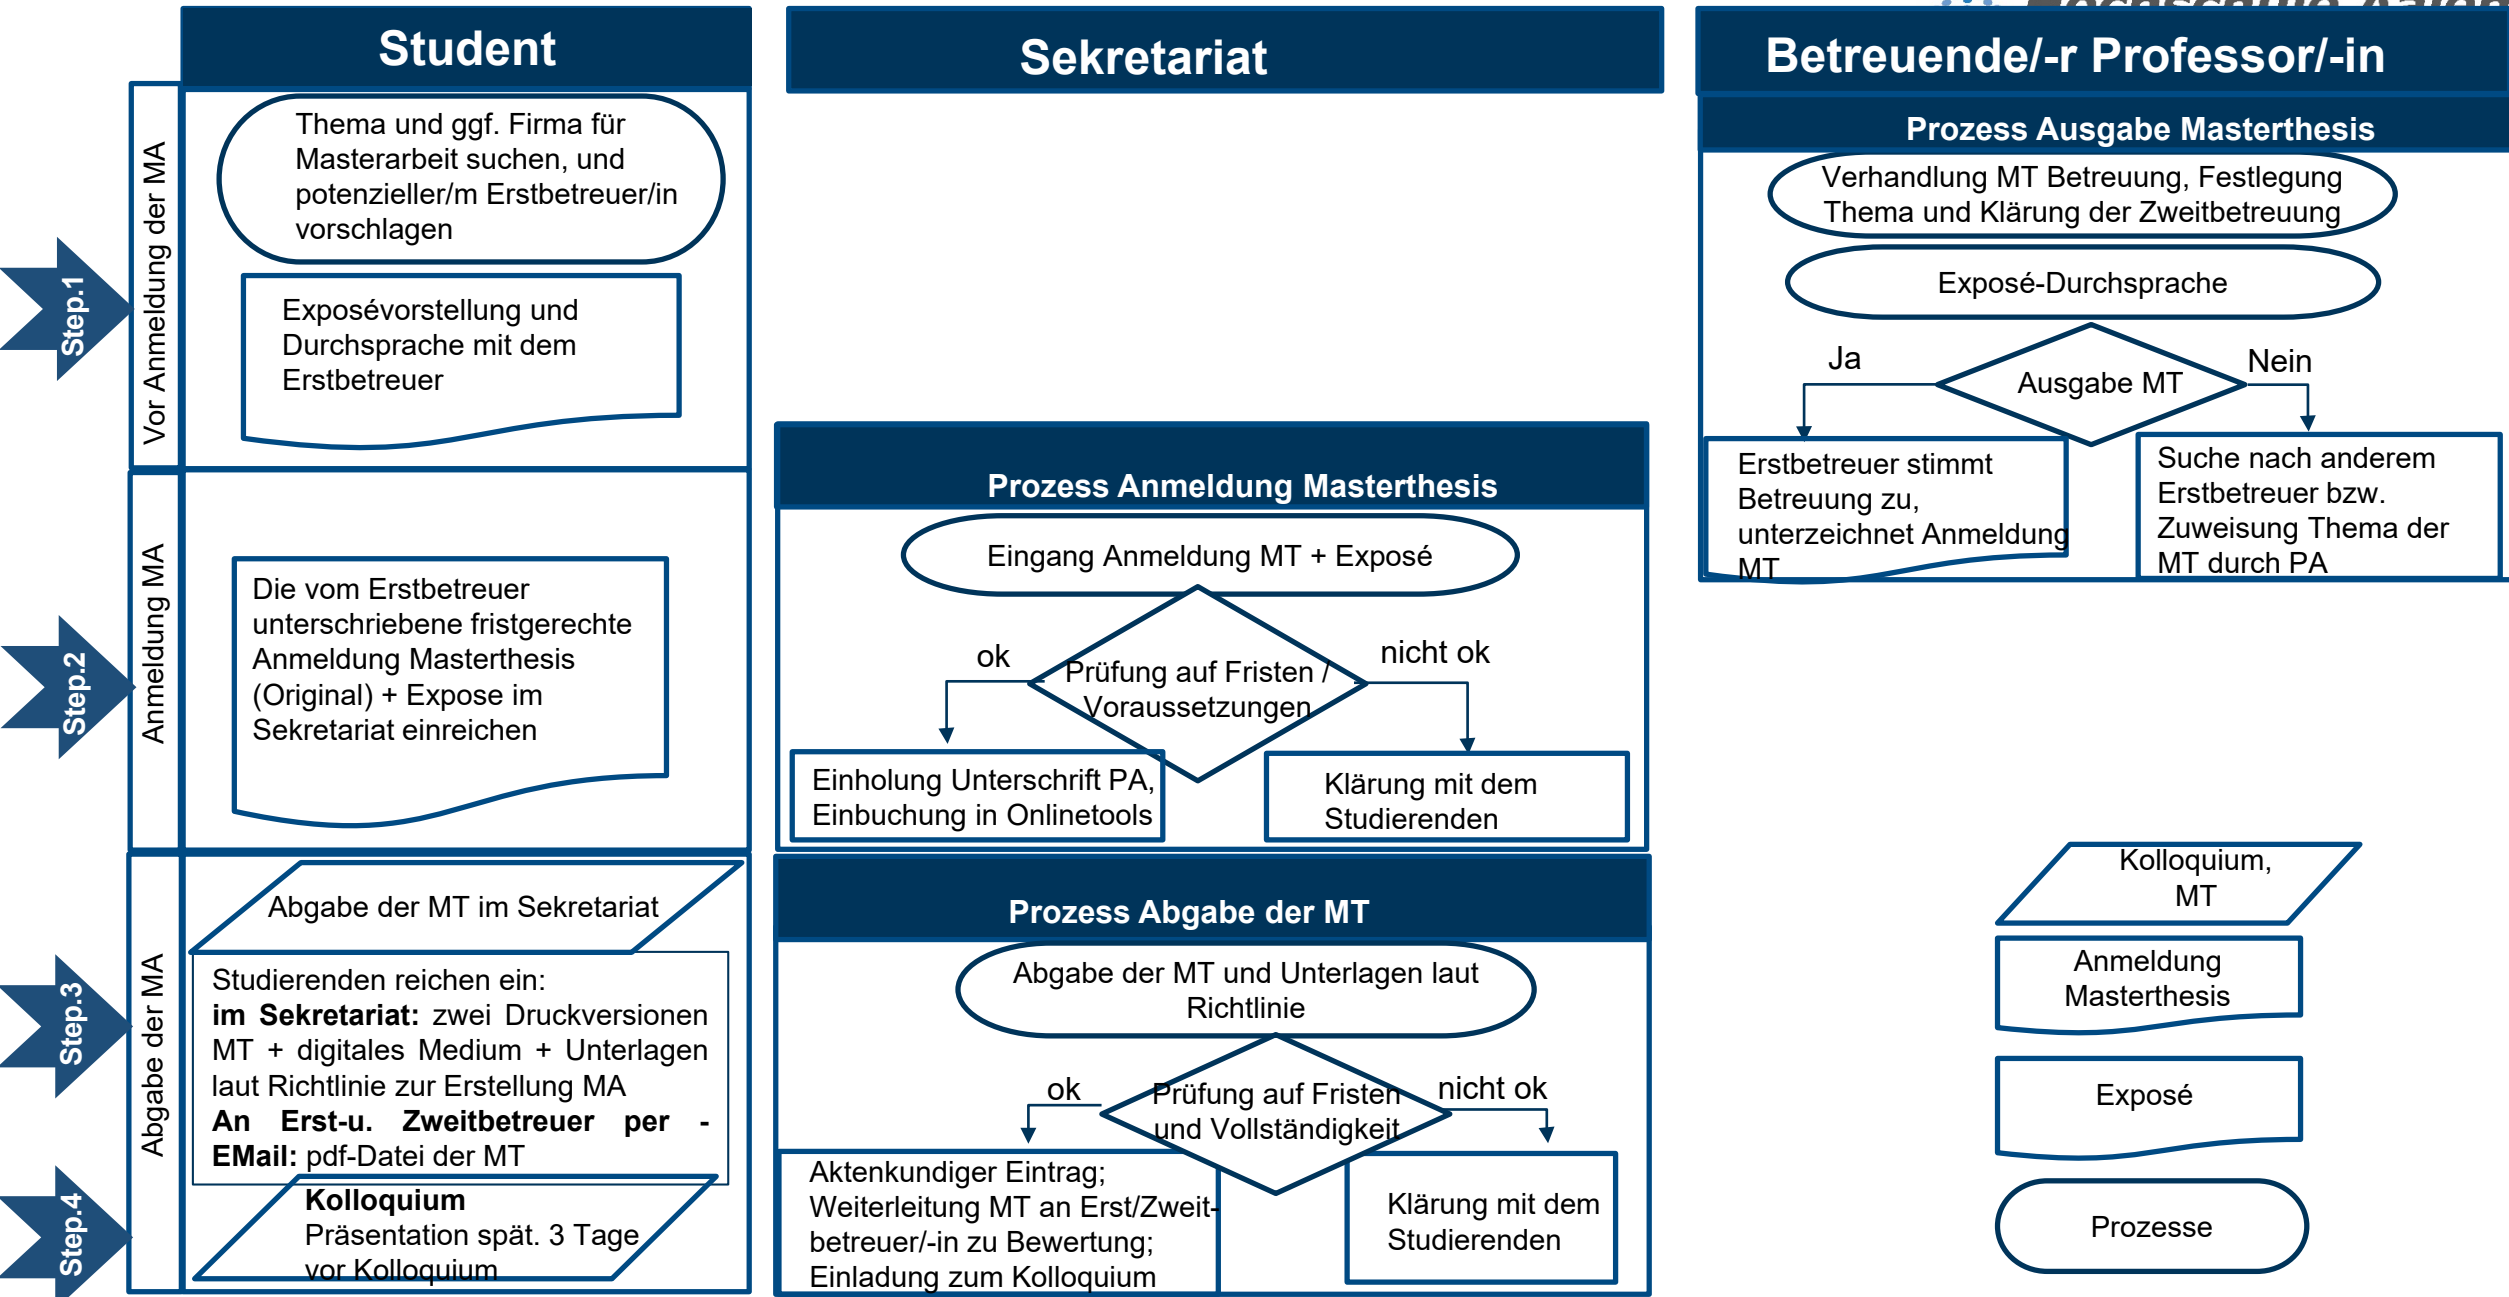 Hochschule Aalen
Student
Sekretariat
Betreuende/-r Professor/-in
Step.1
Vor Anmeldung der MA
Thema und ggf. Firma für
Masterarbeit suchen, und
potenzieller/m Erstbetreuer/in
vorschlagen
Exposévorstellung und
Durchsprache mit dem
Erstbetreuer
Prozess Ausgabe Masterthesis
Verhandlung MT Betreuung, Festlegung
Thema und Klärung der Zweitbetreuung
Exposé-Durchsprache
Ja
Ausgabe MT
Nein
Erstbetreuer stimmt
Betreuung zu,
unterzeichnet Anmeldung
MT
Suche nach anderem
Erstbetreuer bzw.
Zuweisung Thema der
MT durch PA
Step.2
Anmeldung MA
Die vom Erstbetreuer
unterschriebene fristgerechte
Anmeldung Masterthesis
(Original) + Expose im
Sekretariat einreichen
Prozess Anmeldung Masterthesis
Eingang Anmeldung MT + Exposé
ok
Prüfung auf Fristen /
Voraussetzungen
nicht ok
Einholung Unterschrift PA,
Einbuchung in Onlinetools
Klärung mit dem
Studierenden
Step.3
Step.4
Abgabe der MA
Abgabe der MT im Sekretariat
Studierenden reichen ein:
im Sekretariat: zwei Druckversionen
MT + digitales Medium + Unterlagen
laut Richtlinie zur Erstellung MA
An Erst-u. Zweitbetreuer per -
EMail: pdf-Datei der MT
Kolloquium
Präsentation spät. 3 Tage
vor Kolloquium
Prozess Abgabe der MT
Abgabe der MT und Unterlagen laut
Richtlinie
ok
Prüfung auf Fristen
und Vollständigkeit
nicht ok
Aktenkundiger Eintrag;
Weiterleitung MT an Erst/Zweit-
betreuer/-in zu Bewertung;
Einladung zum Kolloquium
Klärung mit dem
Studierenden
Kolloquium,
MT
Anmeldung
Masterthesis
Exposé
Prozesse